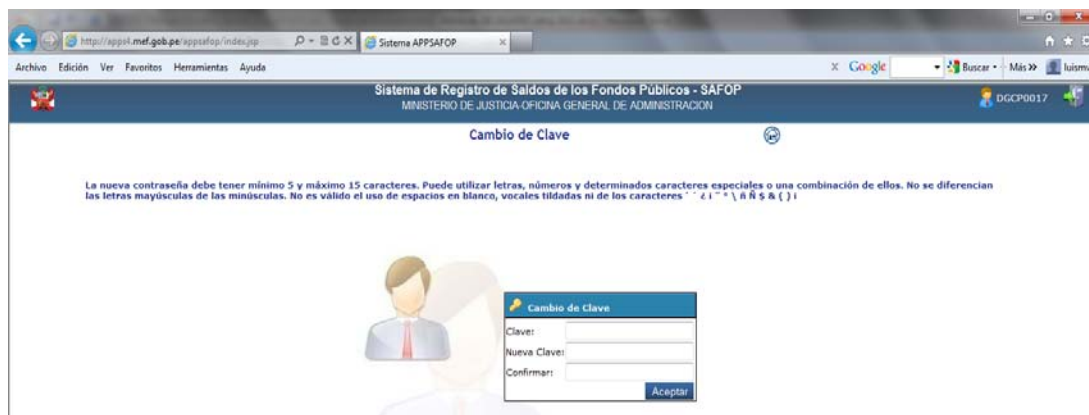 http://apps4.mef.gob.pe/appsafop/index.jsp
Sistema APPSAFOP
Archivo Edición Ver Favoritos Herramientas Ayuda
x Google Buscar Más >> luismv
Sistema de Registro de Saldos de los Fondos Públicos - SAFOP
MINISTERIO DE JUSTICIA-OFICINA GENERAL DE ADMINISTRACION
DGCP0017
Cambio de Clave
La nueva contraseña debe tener mínimo 5 y máximo 15 caracteres. Puede utilizar letras, números y determinados caracteres especiales o una combinación de ellos. No se diferencian
las letras mayúsculas de las minúsculas. No es válido el uso de espacios en blanco, vocales tildadas ni de los caracteres \ ñ Ñ $ & ( )
Cambio de Clave
Clave:
Nueva Clave:
Confirmar:
Aceptar